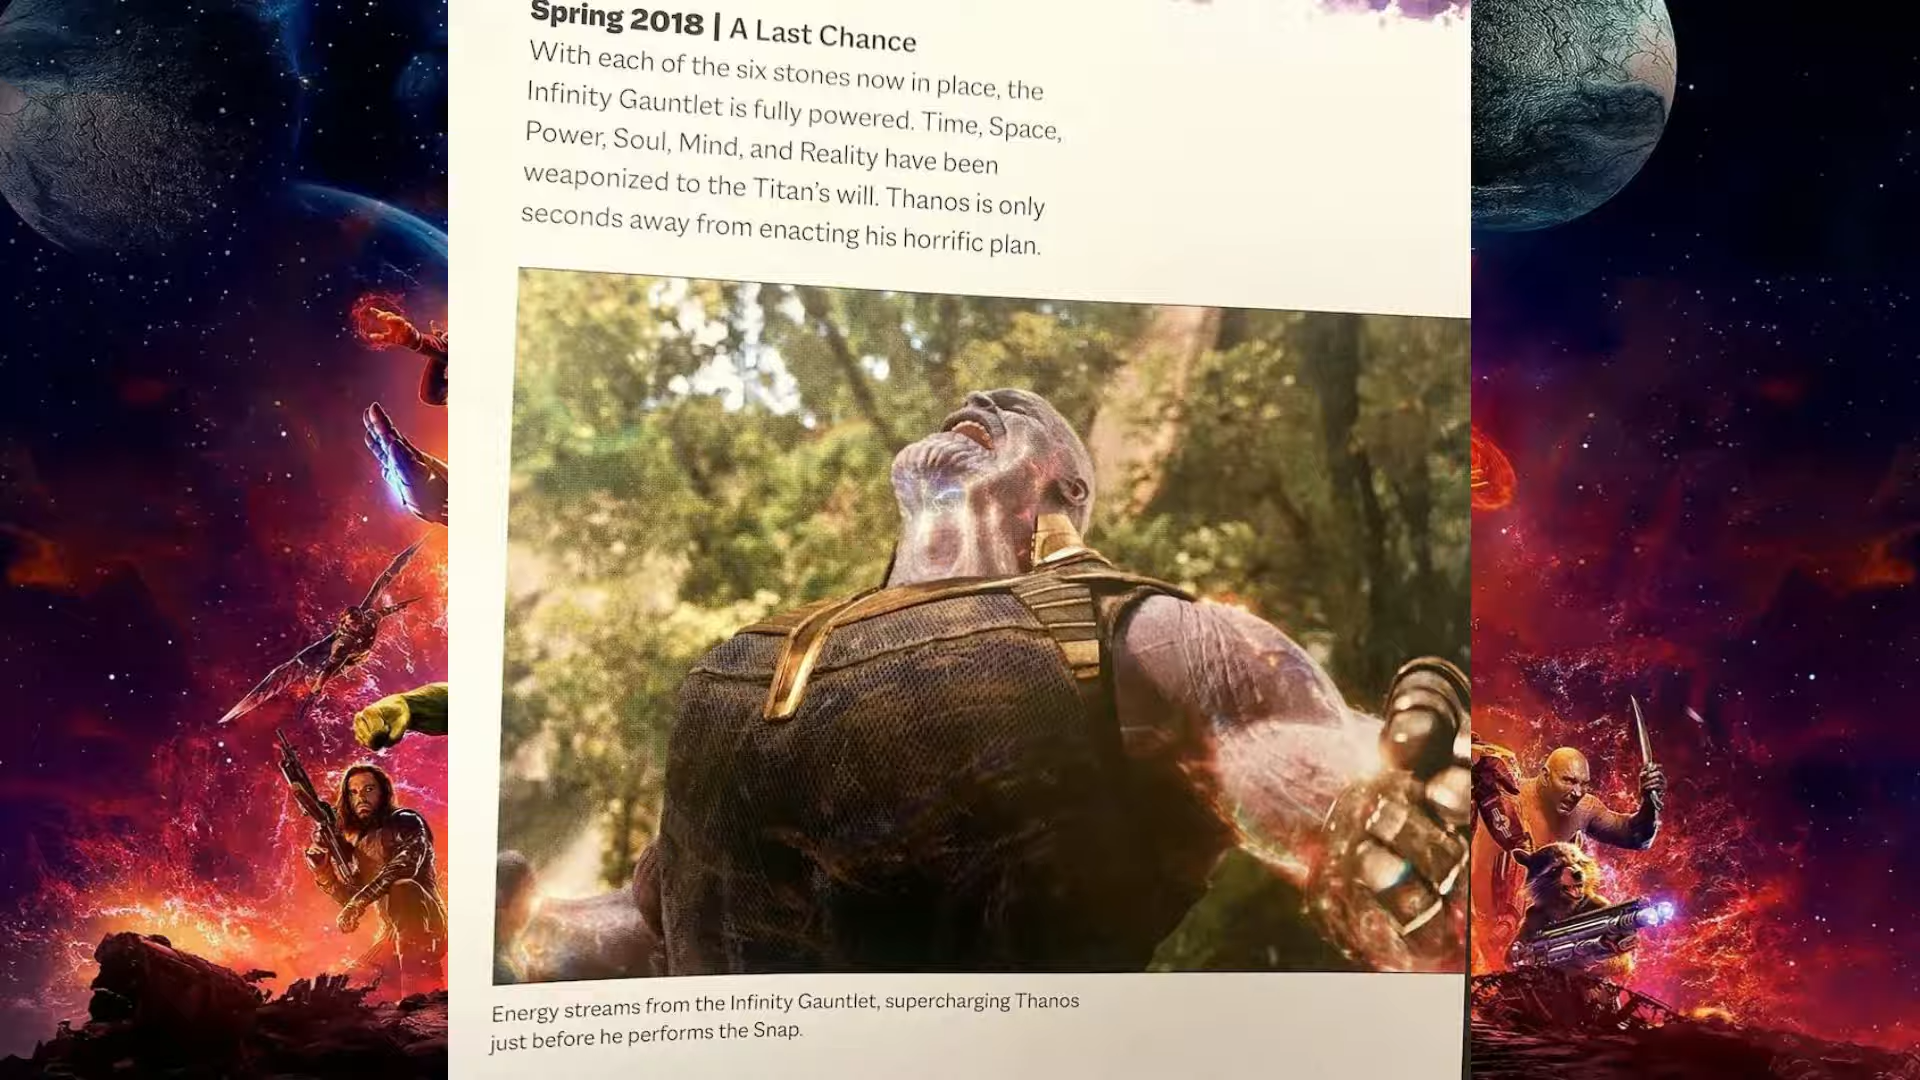 Spring 2018 | A Last Chance
With each of the six stones now in place, the
Infinity Gauntlet is fully powered. Time, Space,
Power, Soul, Mind, and Reality have been
weaponized to the Titan's will. Thanos is only
seconds away from enacting his horrific plan.
Energy streams from the Infinity Gauntlet, supercharging Thanos
just before he performs the Snap.